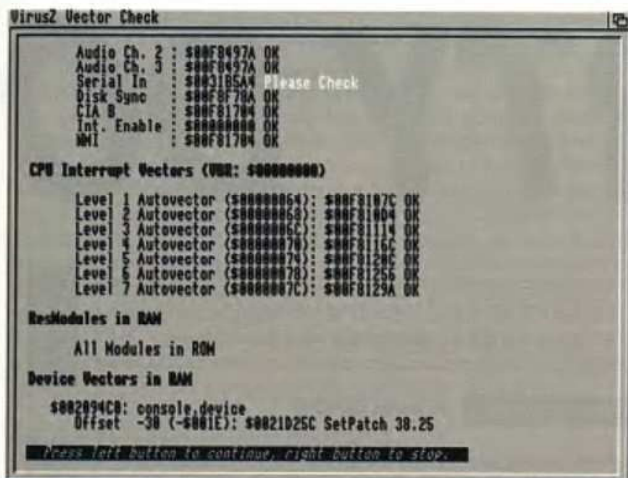 VirusZ Vector Check
Audio Ch. 2 : $00F8497A OK
Audio Ch. 3 : $00F8497A OK
Serial In : $0031B5A4 Please Check
Disk Sync : $00F8F78A OK
CIA B : $00F81704 OK
Int. Enable : $00000000 OK
NMI : $00F81704 OK
CPU Interrupt Vectors (VBR: $00000000)
Level 1 Autovector ($00000064): $00F8107C OK
Level 2 Autovector ($00000068): $00F810D4 OK
Level 3 Autovector ($0000006C): $00F81114 OK
Level 4 Autovector ($00000070): $00F8116C OK
Level 5 Autovector ($00000074): $00F8120C OK
Level 6 Autovector ($00000078): $00F81256 OK
Level 7 Autovector ($0000007C): $00F8129A OK
ResModules in RAM
All Modules in ROM
Device Vectors in RAM
$002094C8: console.device
Offset -30 (-$001E): $0021D25C SetPatch 38.25
Press left button to continue, right button to stop.